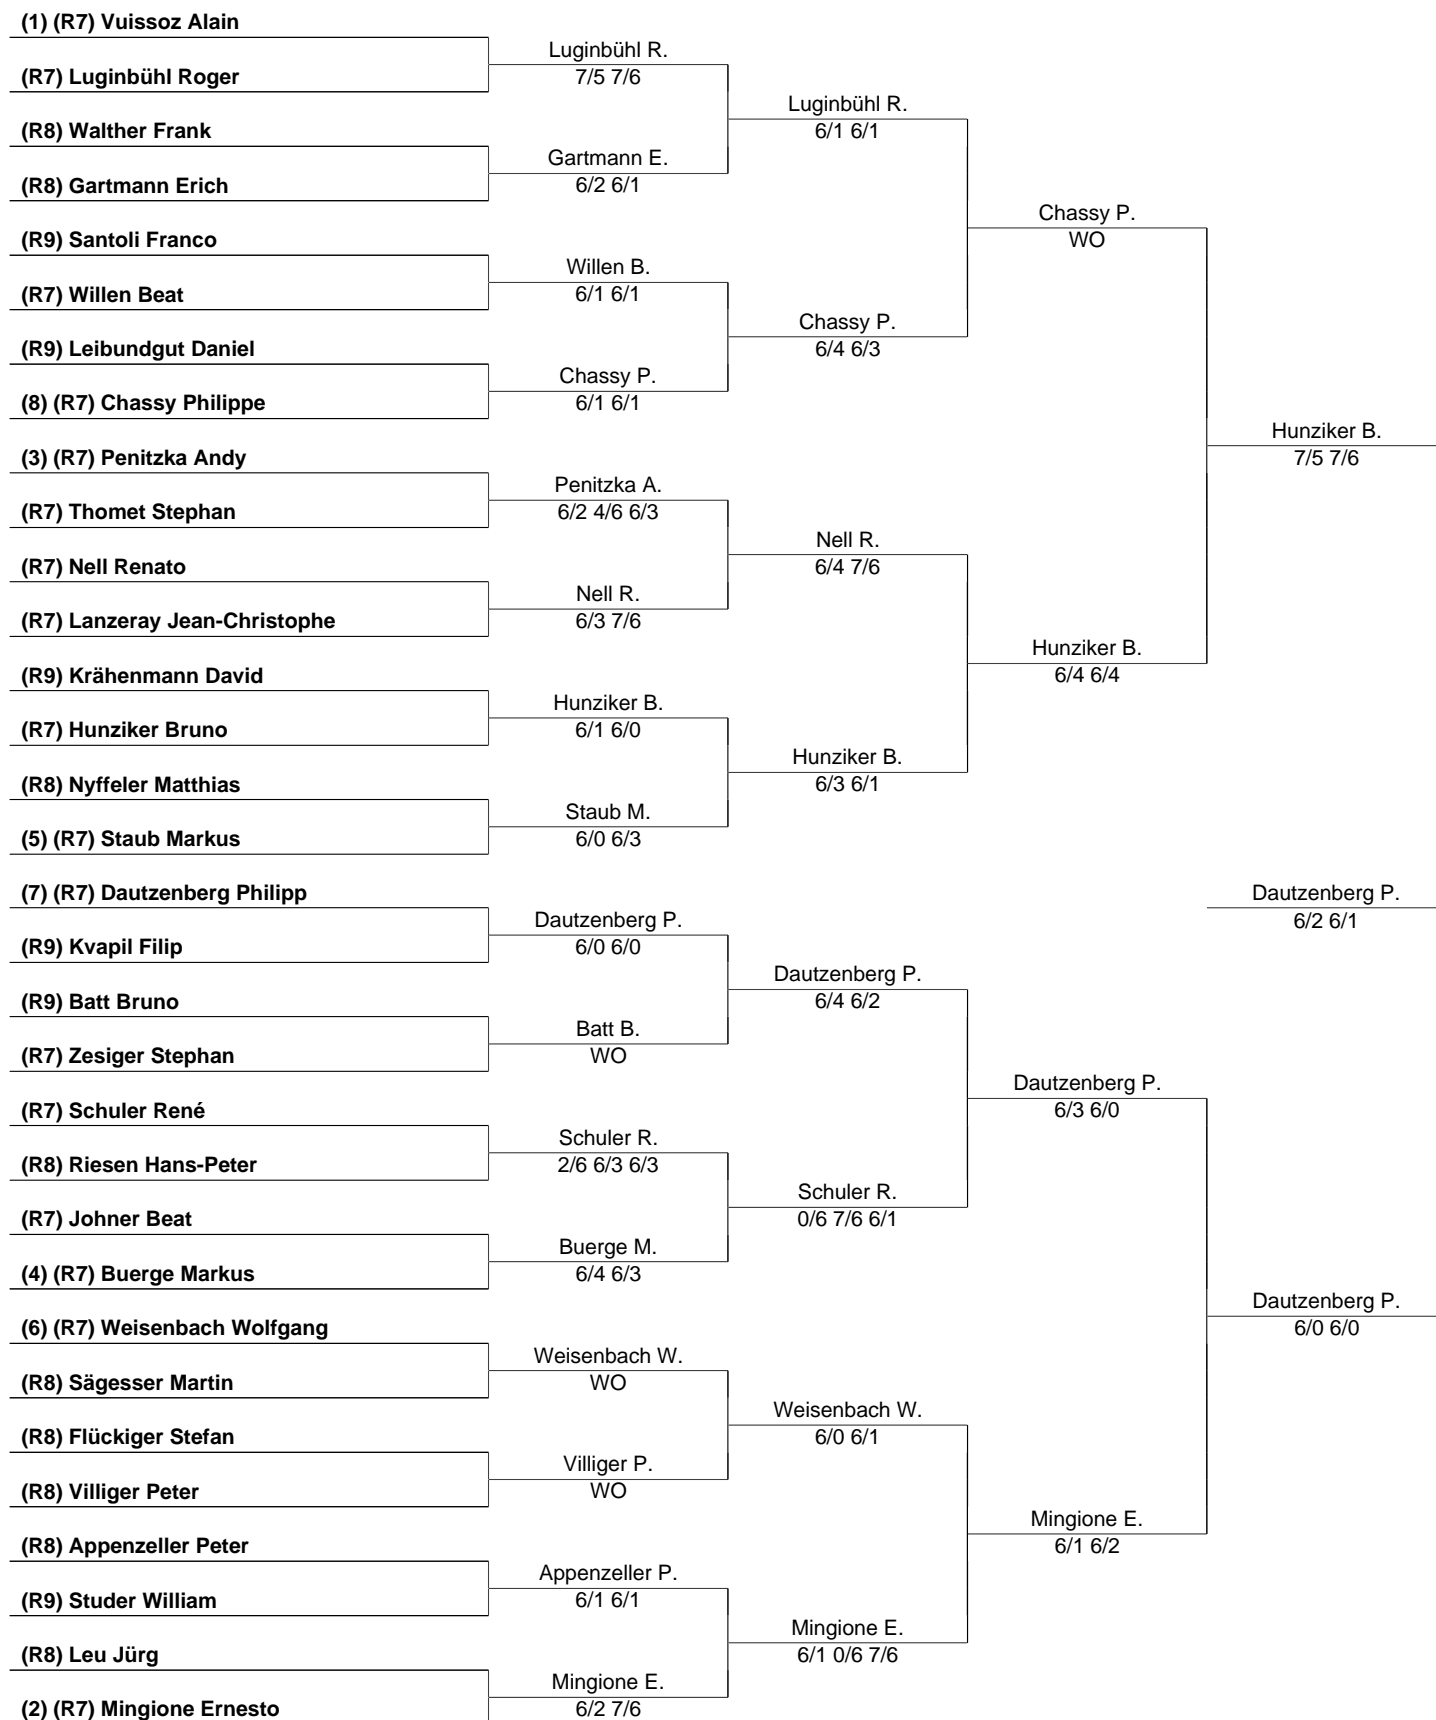 (1) (R7) Vuissoz Alain
(R7) Luginbühl Roger
(R8) Walther Frank
(R8) Gartmann Erich
(R9) Santoli Franco
(R7) Willen Beat
(R9) Leibundgut Daniel
(8) (R7) Chassy Philippe
(3) (R7) Penitzka Andy
(R7) Thomet Stephan
(R7) Nell Renato
(R7) Lanzeray Jean-Christophe
(R9) Krähenmann David
(R7) Hunziker Bruno
(R8) Nyffeler Matthias
(5) (R7) Staub Markus
(7) (R7) Dautzenberg Philipp
(R9) Kvapil Filip
(R9) Batt Bruno
(R7) Zesiger Stephan
(R7) Schuler René
(R8) Riesen Hans-Peter
(R7) Johner Beat
(4) (R7) Buerge Markus
(6) (R7) Weisenbach Wolfgang
(R8) Sägesser Martin
(R8) Flückiger Stefan
(R8) Villiger Peter
(R8) Appenzeller Peter
(R9) Studer William
(R8) Leu Jürg
(2) (R7) Mingione Ernesto
Luginbühl R.
7/5 7/6
Gartmann E.
6/2 6/1
Willen B.
6/1 6/1
Chassy P.
6/1 6/1
Penitzka A.
6/2 4/6 6/3
Nell R.
6/3 7/6
Hunziker B.
6/1 6/0
Staub M.
6/0 6/3
Dautzenberg P.
6/0 6/0
Batt B.
WO
Schuler R.
2/6 6/3 6/3
Buerge M.
6/4 6/3
Weisenbach W.
WO
Villiger P.
WO
Appenzeller P.
6/1 6/1
Mingione E.
6/2 7/6
Luginbühl R.
6/1 6/1
Chassy P.
6/4 6/3
Nell R.
6/4 7/6
Hunziker B.
6/3 6/1
Dautzenberg P.
6/4 6/2
Schuler R.
0/6 7/6 6/1
Weisenbach W.
6/0 6/1
Mingione E.
6/1 0/6 7/6
Chassy P.
WO
Hunziker B.
6/4 6/4
Dautzenberg P.
6/3 6/0
Mingione E.
6/1 6/2
Hunziker B.
7/5 7/6
Dautzenberg P.
6/2 6/1
Dautzenberg P.
6/0 6/0